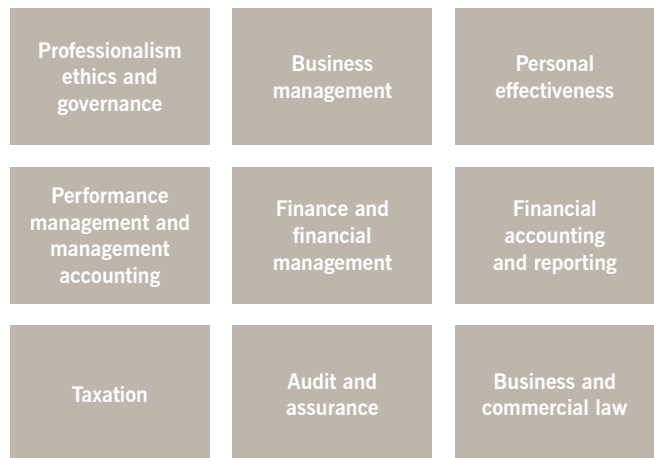 Professionalism
ethics and
governance
Business
management
Personal
effectiveness
Performance
management and
management
accounting
Finance and
financial
management
Financial
accounting
and reporting
Taxation
Audit and
assurance
Business and
commercial law